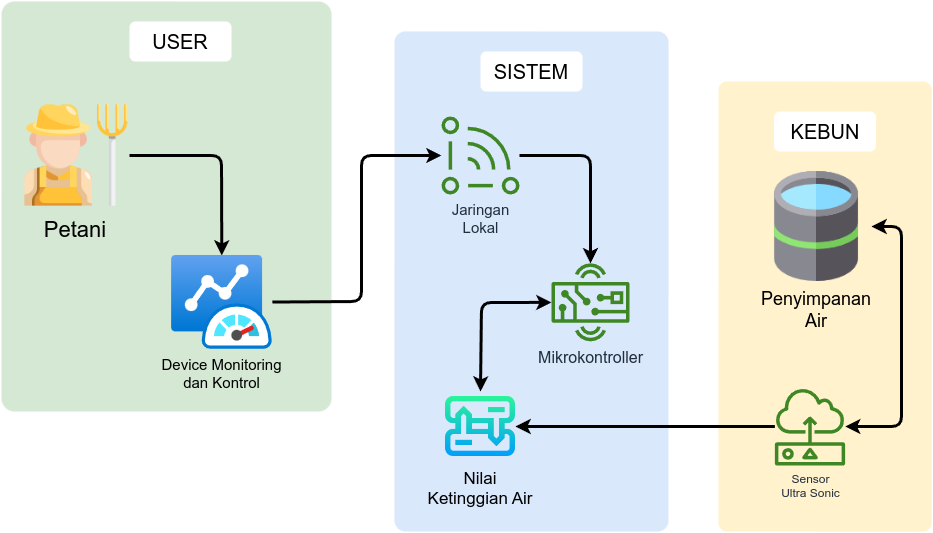 USER
Petani
Device Monitoring
dan Kontrol
SISTEM
Jaringan
Lokal
Mikrokontroller
Nilai
Ketinggian Air
KEBUN
Penyimpanan
Air
Sensor
Ultra Sonic